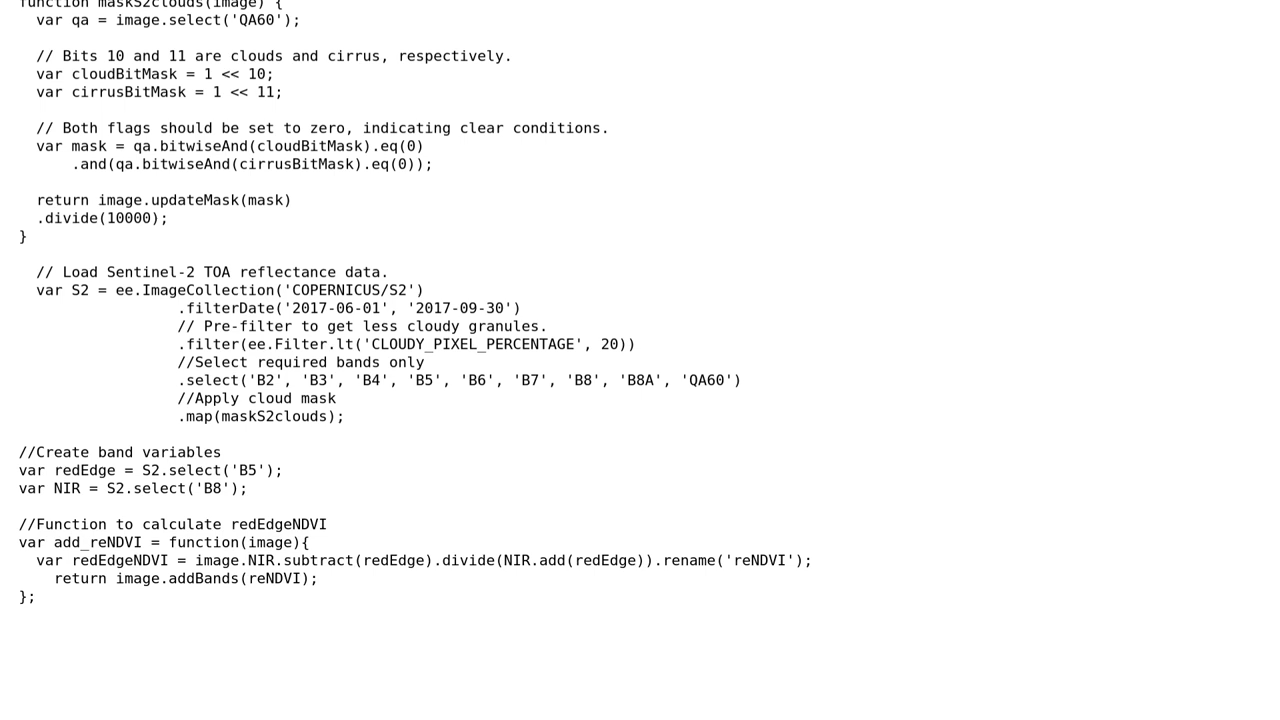 function maskS2clouds(image) {
  var qa = image.select('QA60');

  // Bits 10 and 11 are clouds and cirrus, respectively.
  var cloudBitMask = 1 << 10;
  var cirrusBitMask = 1 << 11;

  // Both flags should be set to zero, indicating clear conditions.
  var mask = qa.bitwiseAnd(cloudBitMask).eq(0)
      .and(qa.bitwiseAnd(cirrusBitMask).eq(0));

  return image.updateMask(mask)
  .divide(10000);
}

  // Load Sentinel-2 TOA reflectance data.
  var S2 = ee.ImageCollection('COPERNICUS/S2')
                  .filterDate('2017-06-01', '2017-09-30')
                  // Pre-filter to get less cloudy granules.
                  .filter(ee.Filter.lt('CLOUDY_PIXEL_PERCENTAGE', 20))
                  //Select required bands only
                  .select('B2', 'B3', 'B4', 'B5', 'B6', 'B7', 'B8', 'B8A', 'QA60')
                  //Apply cloud mask
                  .map(maskS2clouds);

//Create band variables
var redEdge = S2.select('B5');
var NIR = S2.select('B8');

//Function to calculate redEdgeNDVI
var add_reNDVI = function(image){
  var redEdgeNDVI = image.NIR.subtract(redEdge).divide(NIR.add(redEdge)).rename('reNDVI');
    return image.addBands(reNDVI);
};